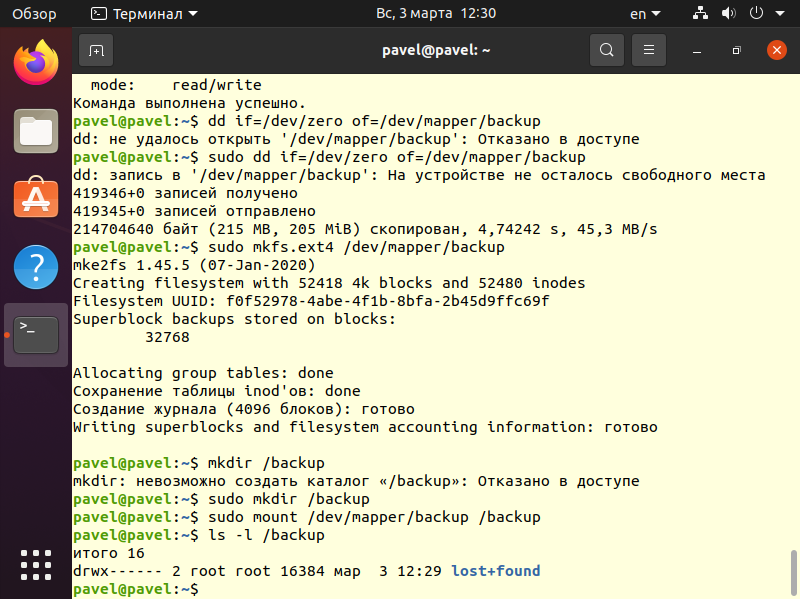 Обзор Терминал Вс, 3 марта 12:30 en
pavel@pavel: ~
mode: read/write
Команда выполнена успешно.
pavel@pavel:~$ dd if=/dev/zero of=/dev/mapper/backup
dd: не удалось открыть '/dev/mapper/backup': Отказано в доступе
pavel@pavel:~$ sudo dd if=/dev/zero of=/dev/mapper/backup
dd: запись в '/dev/mapper/backup': На устройстве не осталось свободного места
419346+0 записей получено
419345+0 записей отправлено
214704640 байт (215 MB, 205 MiB) скопирован, 4,74242 s, 45,3 MB/s
pavel@pavel:~$ sudo mkfs.ext4 /dev/mapper/backup
mke2fs 1.45.5 (07-Jan-2020)
Creating filesystem with 52418 4k blocks and 52480 inodes
Filesystem UUID: f0f52978-4abe-4f1b-8bfa-2b45d9ffc69f
Superblock backups stored on blocks:
32768
Allocating group tables: done
Сохранение таблицы inod'ов: done
Создание журнала (4096 блоков): готово
Writing superblocks and filesystem accounting information: готово
pavel@pavel:~$ mkdir /backup
mkdir: невозможно создать каталог «/backup»: Отказано в доступе
pavel@pavel:~$ sudo mkdir /backup
pavel@pavel:~$ sudo mount /dev/mapper/backup /backup
pavel@pavel:~$ ls -l /backup
итого 16
drwx------ 2 root root 16384 мар 3 12:29 lost+found
pavel@pavel:~$